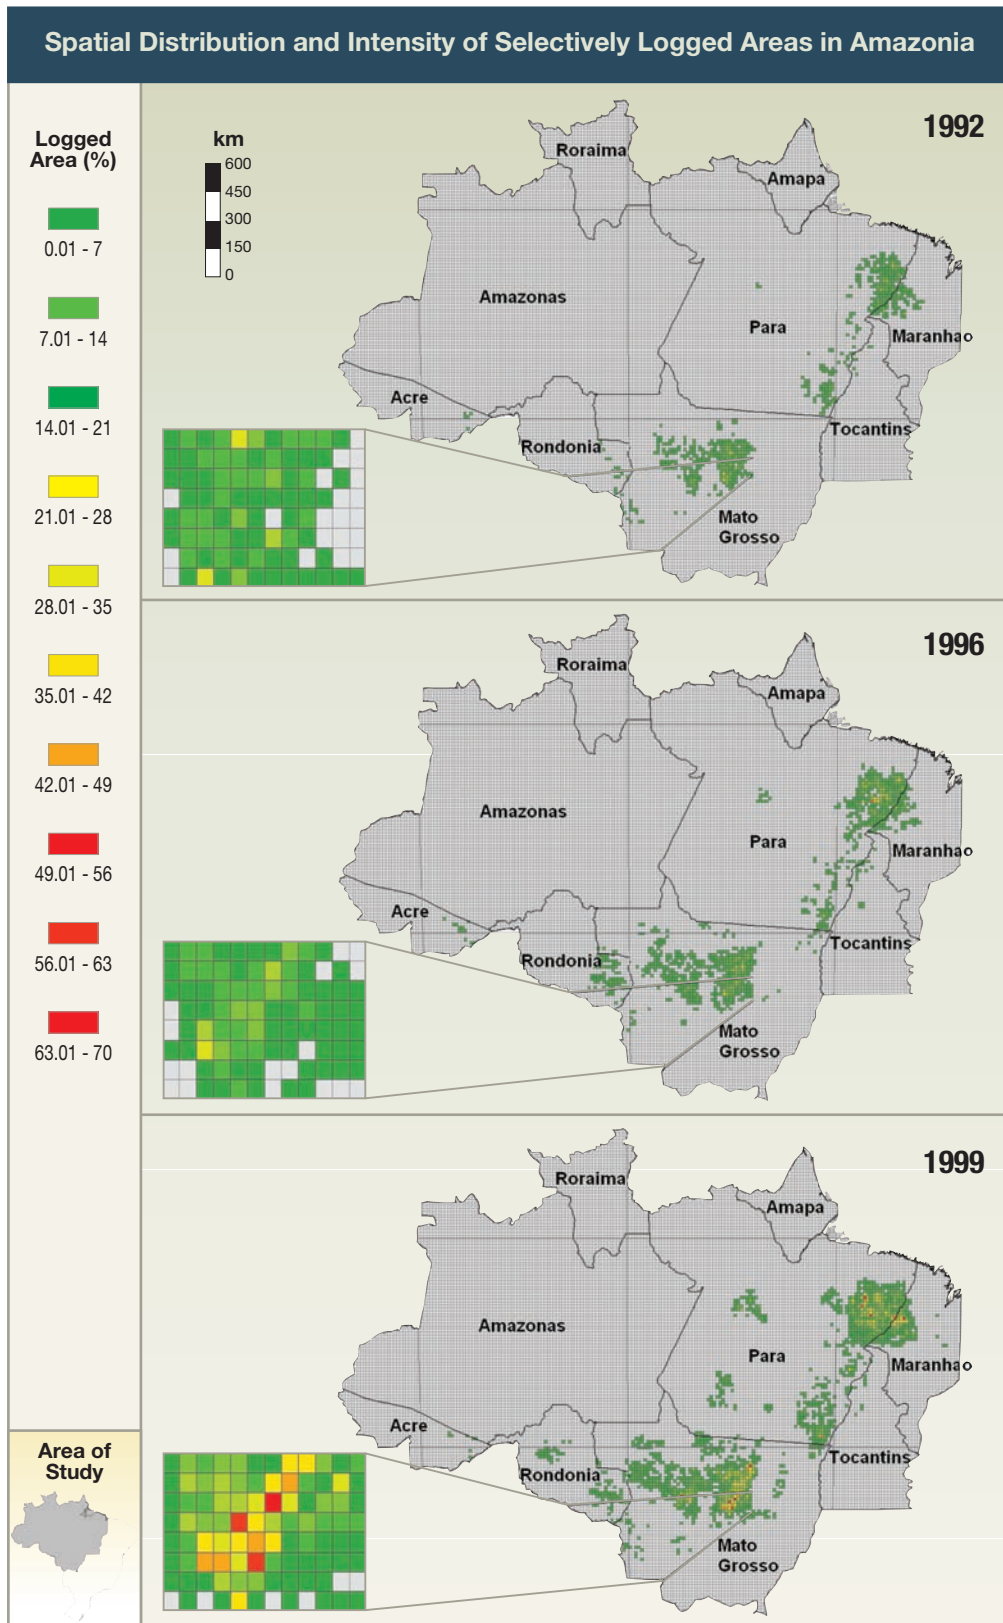 Spatial Distribution and Intensity of Selectively Logged Areas in Amazonia
Logged
Area (%)
0.01 - 7
7.01 - 14
14.01 - 21
21.01 - 28
28.01 - 35
35.01 - 42
42.01 - 49
49.01 - 56
56.01 - 63
63.01 - 70
Area of
Study
km
600
450
300
150
0
1992
Roraima
Amapa
Amazonas
Para
Maranhao
Acre
Rondonia
Tocantins
Mato
Grosso
1996
Roraima
Amapa
Amazonas
Para
Maranhao
Acre
Rondonia
Tocantins
Mato
Grosso
1999
Roraima
Amapa
Amazonas
Para
Maranhao
Acre
Rondonia
Tocantins
Mato
Grosso